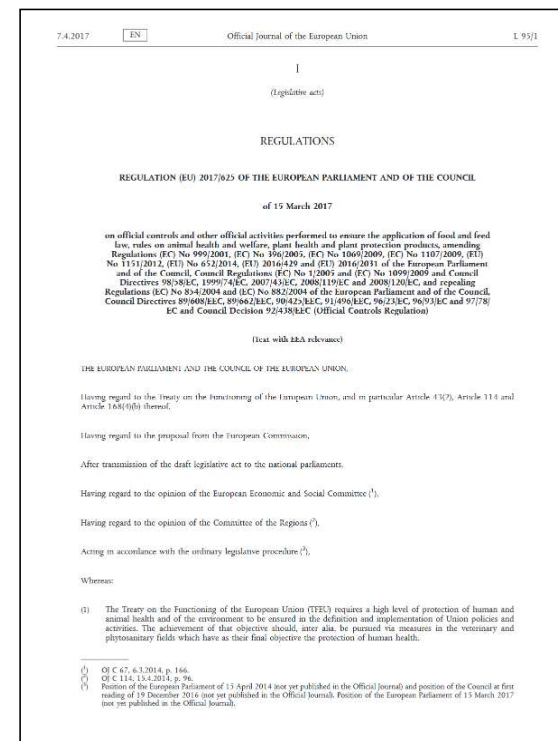 7.4.2017
EN
Official Journal of the European Union
L 95/1
I
(Legislative acts)
REGULATIONS
REGULATION (EU) 2017/625 OF THE EUROPEAN PARLIAMENT AND OF THE COUNCIL
of 15 March 2017
on official controls and other official activities performed to ensure the application of food and feed
law, rules on animal health and welfare, plant health and plant protection products, amending
Regulations (EC) No 999/2001, (EC) No 396/2005, (EC) No 1069/2009, (EC) No 1107/2009, (EU)
No 1151/2012, (EU) No 652/2014, (EU) 2016/429 and (EU) 2016/2031 of the European Parliament
and of the Council, Council Regulations (EC) No 1/2005 and (EC) No 1099/2009 and Council
Directives 98/58/EC, 1999/74/EC, 2007/43/EC, 2008/119/EC and 2008/120/EC, and repealing
Regulations (EC) No 854/2004 and (EC) No 882/2004 of the European Parliament and of the Council,
Council Directives 89/608/EEC, 89/662/EEC, 90/425/EEC, 91/496/EEC, 96/23/EC, 96/93/EC and 97/78/
EC and Council Decision 92/438/EEC (Official Controls Regulation)
(Text with EEA relevance)
THE EUROPEAN PARLIAMENT AND THE COUNCIL OF THE EUROPEAN UNION,
Having regard to the Treaty on the Functioning of the European Union, and in particular Article 43(2), Article 114 and
Article 168(4)(b) thereof,
Having regard to the proposal from the European Commission,
After transmission of the draft legislative act to the national parliaments,
Having regard to the opinion of the European Economic and Social Committee (¹),
Having regard to the opinion of the Committee of the Regions (²),
Acting in accordance with the ordinary legislative procedure (³),
Whereas:
(1) The Treaty on the Functioning of the European Union (TFEU) requires a high level of protection of human and
animal health and of the environment to be ensured in the definition and implementation of Union policies and
activities. The achievement of that objective should, inter alia, be pursued via measures in the veterinary and
phytosanitary fields which have as their final objective the protection of human health.
(¹) OJ C 67, 6.3.2014, p. 166.
(²) OJ C 114, 15.4.2014, p. 96.
(³) Position of the European Parliament of 15 April 2014 (not yet published in the Official Journal) and position of the Council at first
reading of 19 December 2016 (not yet published in the Official Journal). Position of the European Parliament of 15 March 2017
(not yet published in the Official Journal).